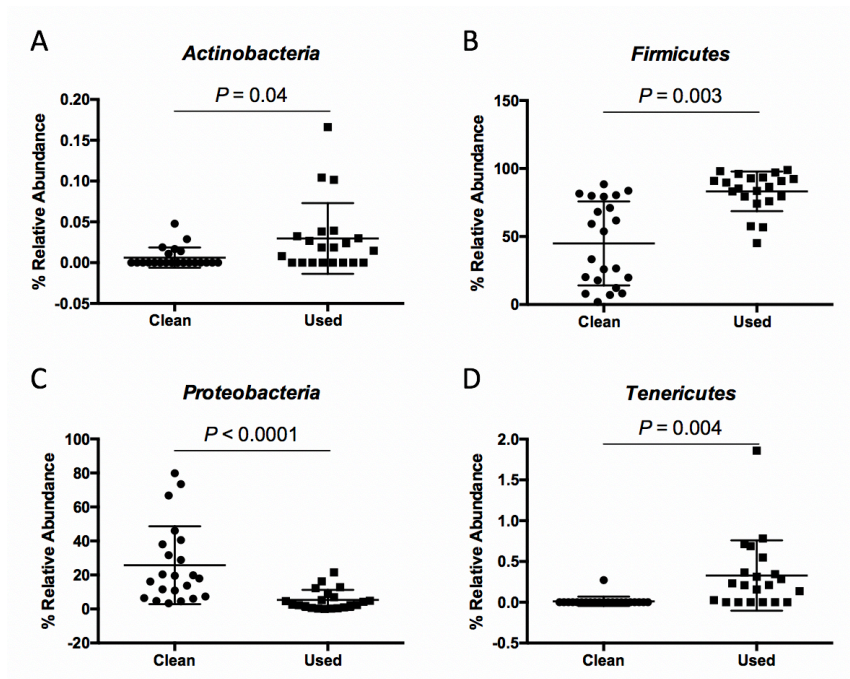 A
Actinobacteria
P = 0.04
% Relative Abundance
0.20
0.15
0.10
0.05
0.00
-0.05
Clean
Used
B
Firmicutes
P = 0.003
% Relative Abundance
150
100
50
0
Clean
Used
C
Proteobacteria
P < 0.0001
% Relative Abundance
100
80
60
40
20
0
-20
Clean
Used
D
Tenericutes
P = 0.004
% Relative Abundance
2.0
1.5
1.0
0.5
0.0
-0.5
Clean
Used